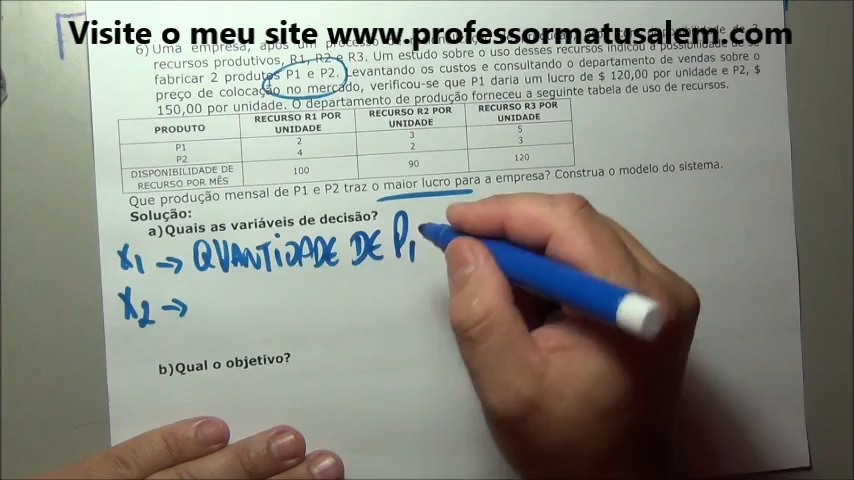 Visite o meu site www.professormatusalem.com
6) Uma empresa, após um processo de
recursos produtivos, R1, R2 e R3. Um estudo sobre o uso desses recursos indicou a possibilidade de se
fabricar 2 produtos P1 e P2. Levantando os custos e consultando o departamento de vendas sobre o
preço de colocação no mercado, verificou-se que P1 daria um lucro de $ 120,00 por unidade e P2, $
150,00 por unidade. O departamento de produção forneceu a seguinte tabela de uso de recursos.
PRODUTO RECURSO R1 POR UNIDADE RECURSO R2 POR UNIDADE RECURSO R3 POR UNIDADE
P1 2 3 5
P2 4 2 3
DISPONIBILIDADE DE RECURSO POR MÊS 100 90 120
Que produção mensal de P1 e P2 traz o maior lucro para a empresa? Construa o modelo do sistema.
Solução:
a)Quais as variáveis de decisão?
X1 → QUANTIDADE DE P1
X2 →
b)Qual o objetivo?